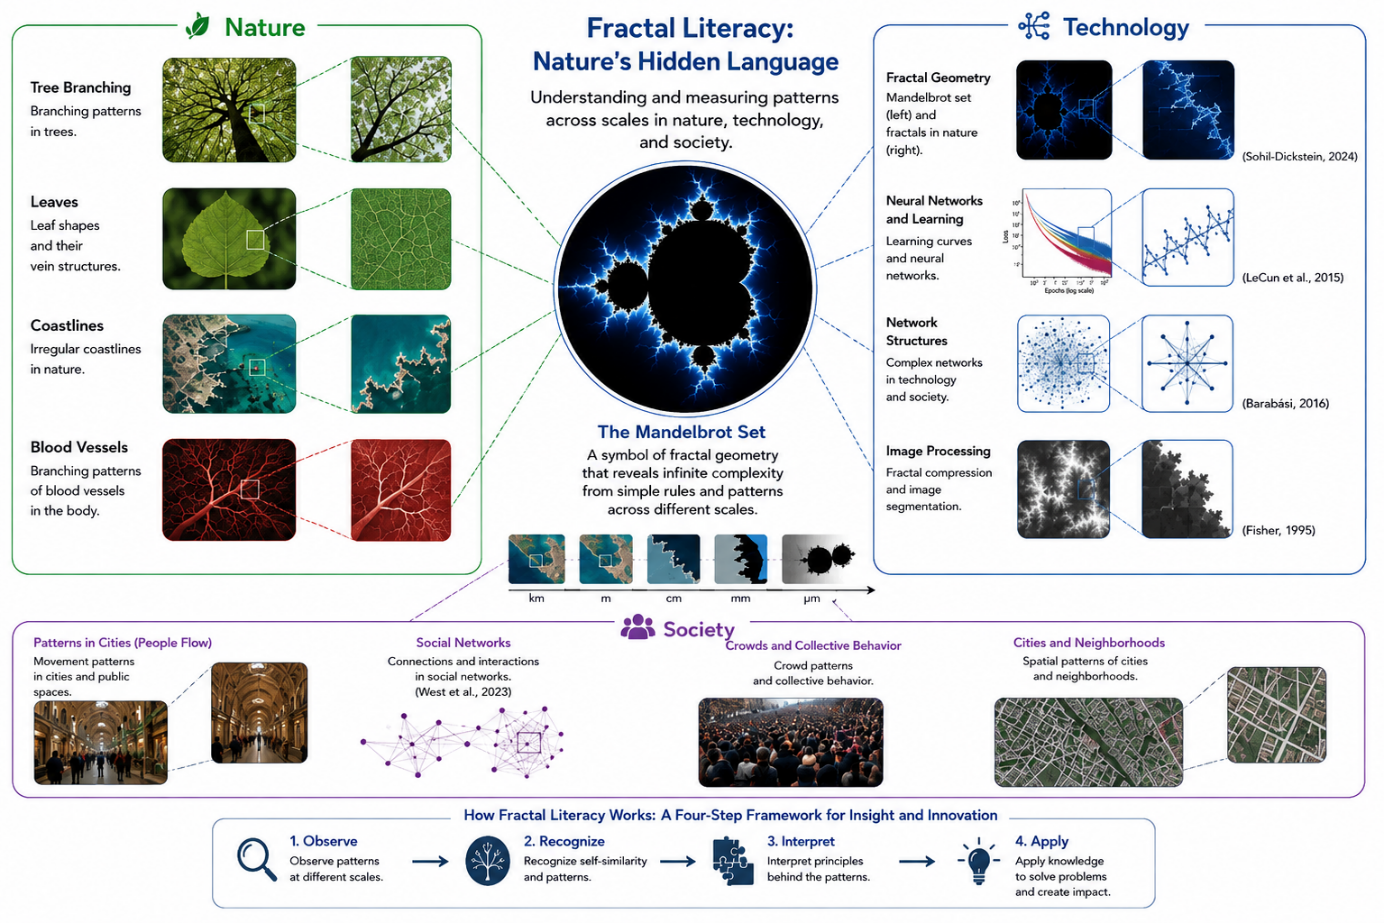 Nature
Tree Branching
Branching patterns
in trees.
Leaves
Leaf shapes
and their
vein structures.
Coastlines
Irregular coastlines
in nature.
Blood Vessels
Branching patterns
of blood vessels
in the body.
Fractal Literacy:
Nature's Hidden Language
Understanding and measuring patterns
across scales in nature, technology,
and society.
The Mandelbrot Set
A symbol of fractal geometry
that reveals infinite complexity
from simple rules and patterns
across different scales.
km
m
cm
mm
µm
Technology
Fractal Geometry
Mandelbrot set
(left) and
fractals in nature
(right).
(Sohil-Dickstein, 2024)
Neural Networks
and Learning
Learning curves
and neural
networks.
Loss
Epochs (log scale)
(LeCun et al., 2015)
Network
Structures
Complex networks
in technology
and society.
(Barabási, 2016)
Image Processing
Fractal compression
and image
segmentation.
(Fisher, 1995)
Society
Patterns in Cities (People Flow)
Movement patterns
in cities and public
spaces.
Social Networks
Connections and interactions
in social networks.
(West et al., 2023)
Crowds and Collective Behavior
Crowd patterns
and collective behavior.
Cities and Neighborhoods
Spatial patterns of cities
and neighborhoods.
How Fractal Literacy Works: A Four-Step Framework for Insight and Innovation
1. Observe
Observe patterns
at different scales.
2. Recognize
Recognize self-similarity
and patterns.
3. Interpret
Interpret principles
behind the patterns.
4. Apply
Apply knowledge
to solve problems
and create impact.